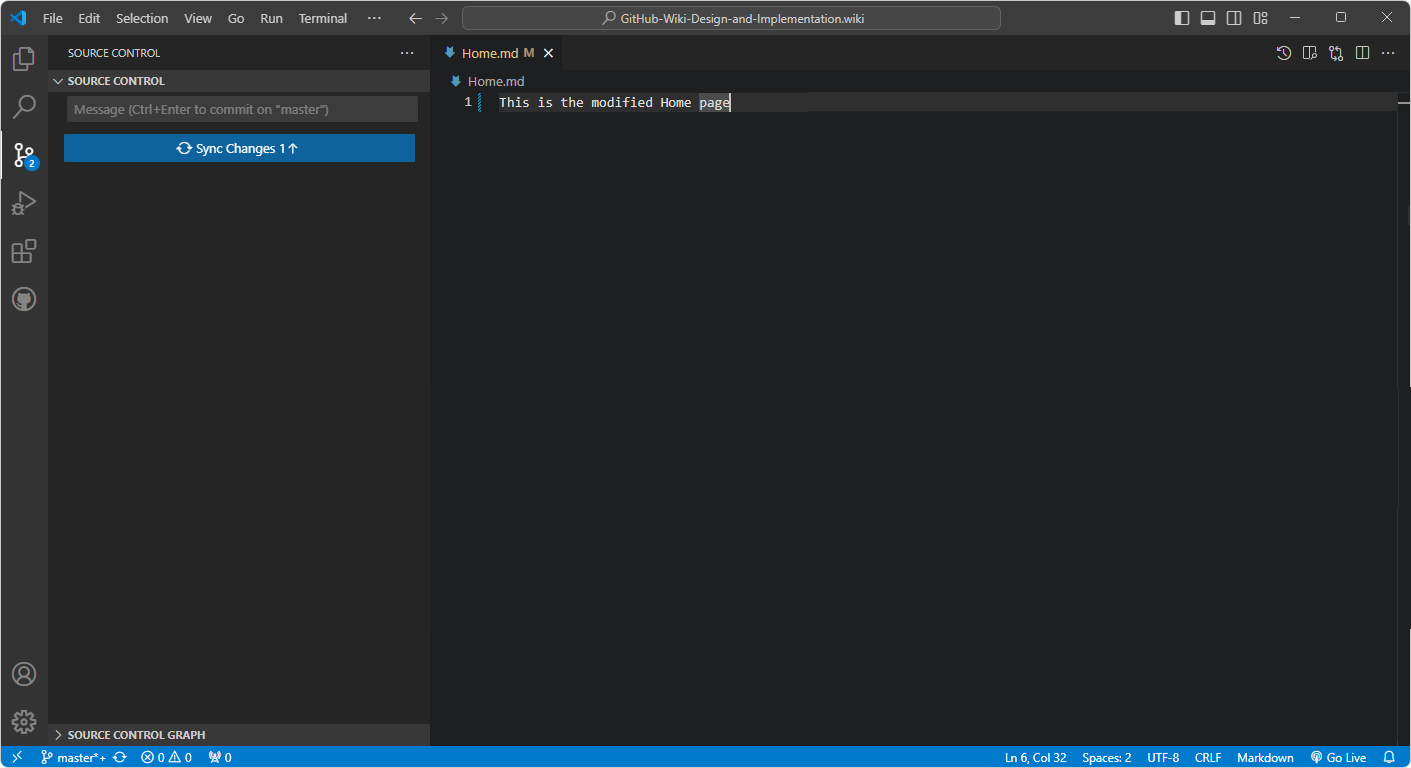 File Edit Selection View Go Run Terminal ··· GitHub-Wiki-Design-and-Implementation.wiki
SOURCE CONTROL ··· Home.md M
SOURCE CONTROL Home.md
Message (Ctrl+Enter to commit on "master") 1 This is the modified Home page
Sync Changes 1↑
2
SOURCE CONTROL GRAPH
master*+ 0 0 0 Ln 6, Col 32 Spaces: 2 UTF-8 CRLF Markdown Go Live